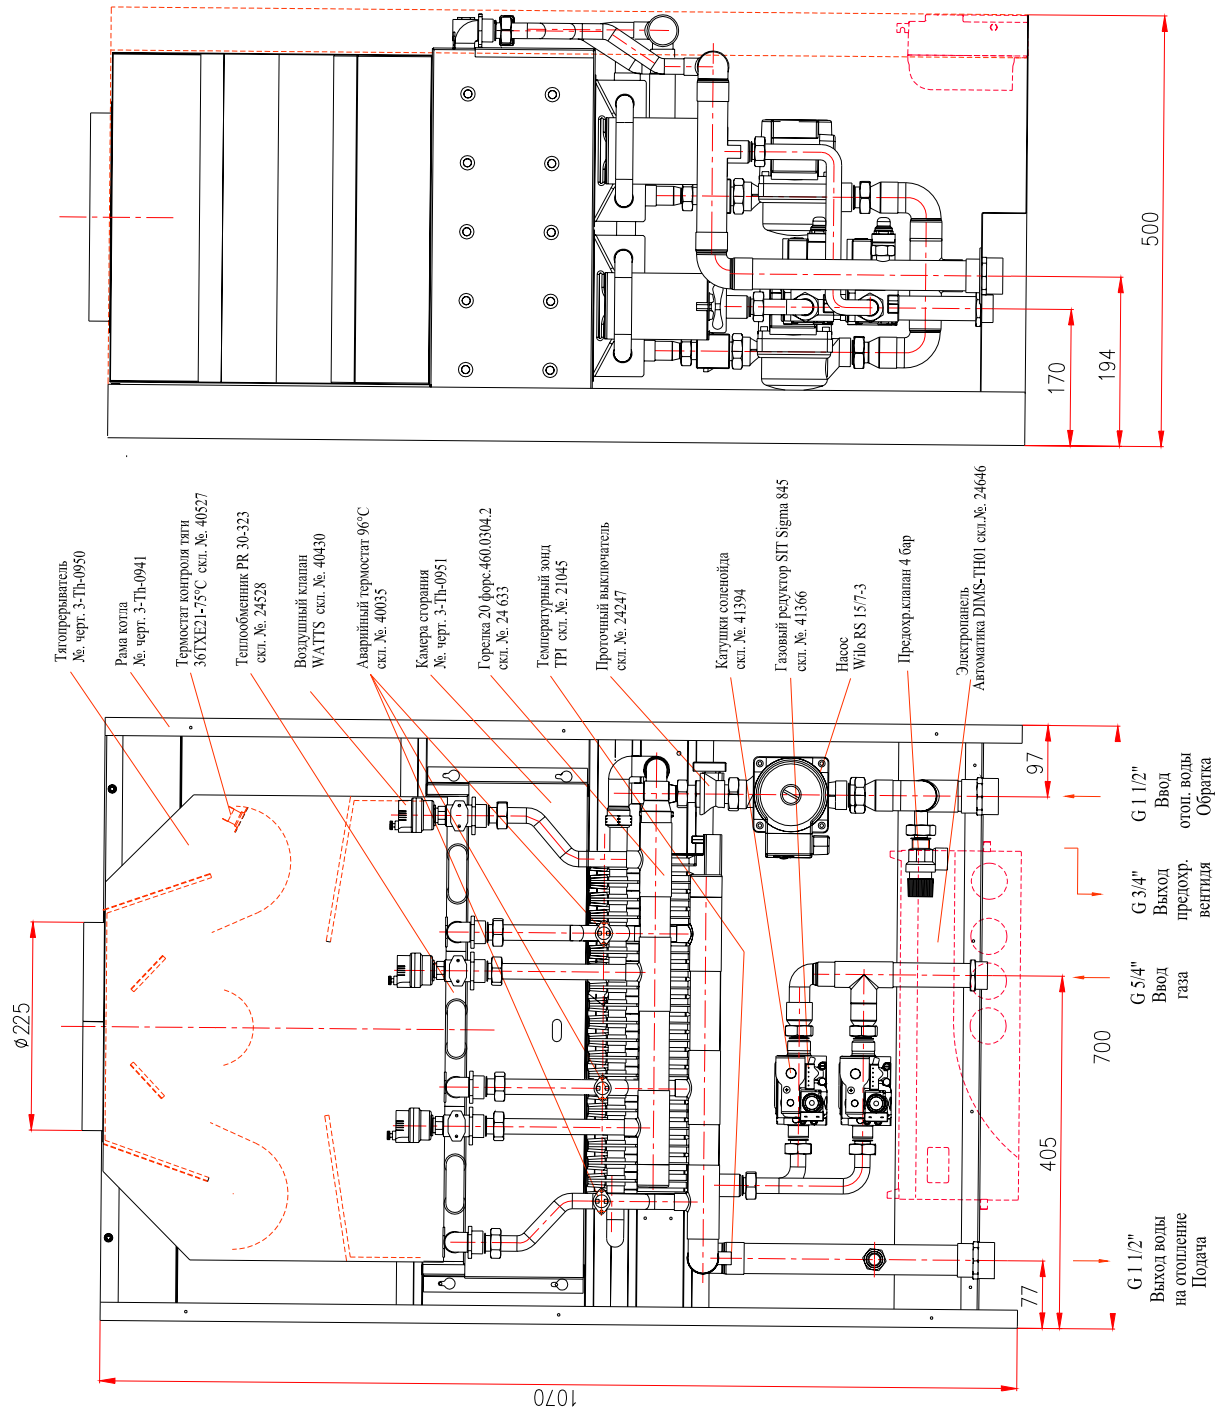 Тягопрерыватель
№. черт. 3-Th-0950
Рама котла
№. черт. 3-Th-0941
Термостат контроля тяги
36TXE21-75°C скл. №. 40527
Теплообменник PR 30-323
скл. №. 24528
Воздушный клапан
WATTS скл. №. 40430
Аварийный термостат 96°C
скл. №. 40035
Камера сгорания
№. черт. 3-Th-0951
Горелка 20 форс.460.0304.2
скл. №. 24 633
Температурный зонд
TPI скл. №. 21045
Проточный выключатель
скл. №. 24247
Катушки соленойда
скл. №. 41394
Газовый редуктор SIT Sigma 845
скл. №. 41366
Насос
Wilo RS 15/7-3
Предохр.клапан 4 бар
Электропанель
Автоматика DIMS-TH01 скл.№. 24646
500
194
170
ø225
1070
77
405
700
97
G 1 1/2"
Выход воды
на отопление
Подача
G 5/4"
Ввод
газа
G 3/4"
Выход
предохр.
вентидя
G 1 1/2"
Ввод
отоп. воды
Обратка